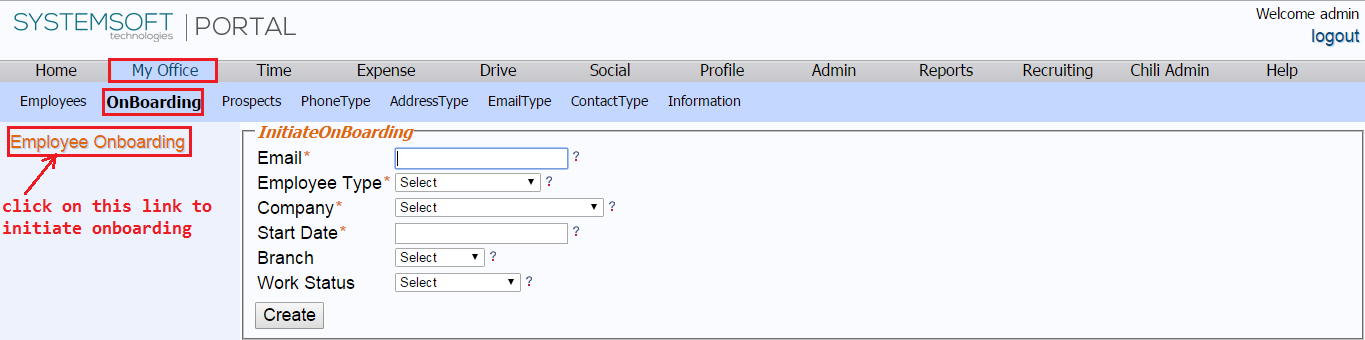 SYSTEMSOFT technologies | PORTAL
Welcome admin
logout
Home My Office Time Expense Drive Social Profile Admin Reports Recruiting Chili Admin Help
Employees OnBoarding Prospects PhoneType AddressType EmailType ContactType Information
Employee Onboarding
click on this link to
initiate onboarding
InitiateOnBoarding
Email* ?
Employee Type* Select ?
Company* Select ?
Start Date* ?
Branch Select ?
Work Status Select ?
Create